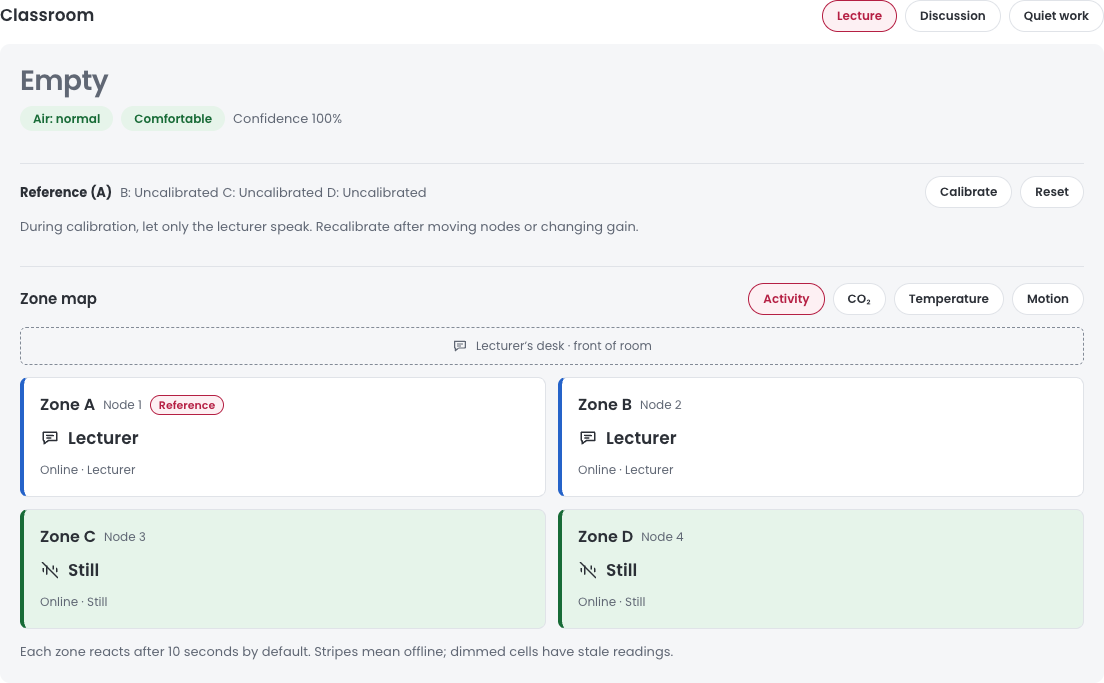 Classroom
Lecture Discussion Quiet work
Empty
Air: normal Comfortable Confidence 100%
Reference (A) B: Uncalibrated C: Uncalibrated D: Uncalibrated
Calibrate Reset
During calibration, let only the lecturer speak. Recalibrate after moving nodes or changing gain.
Zone map
Activity CO₂ Temperature Motion
Lecturer's desk · front of room
Zone A Node 1 Reference
Lecturer
Online · Lecturer
Zone B Node 2
Lecturer
Online · Lecturer
Zone C Node 3
Still
Online · Still
Zone D Node 4
Still
Online · Still
Each zone reacts after 10 seconds by default. Stripes mean offline; dimmed cells have stale readings.